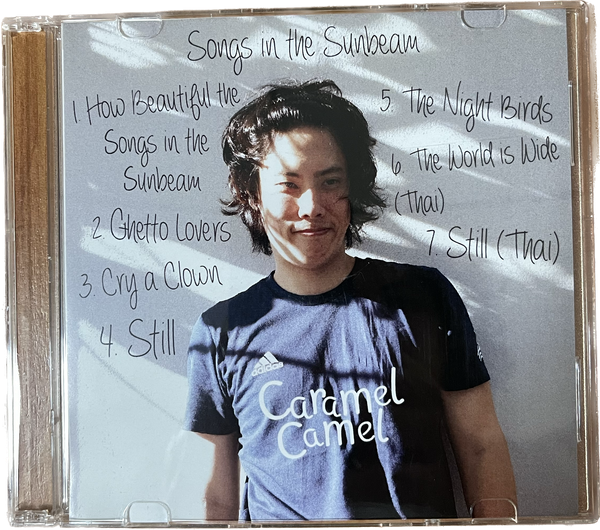 Songs in the Sunbeam
1. How Beautiful the
Songs in the
Sunbeam
2. Ghetto Lovers
3. Cry a Clown
4. Still
5. The Night Birds
6. The World is Wide
(Thai)
7. Still (Thai)
adidas
Caramel
Camel